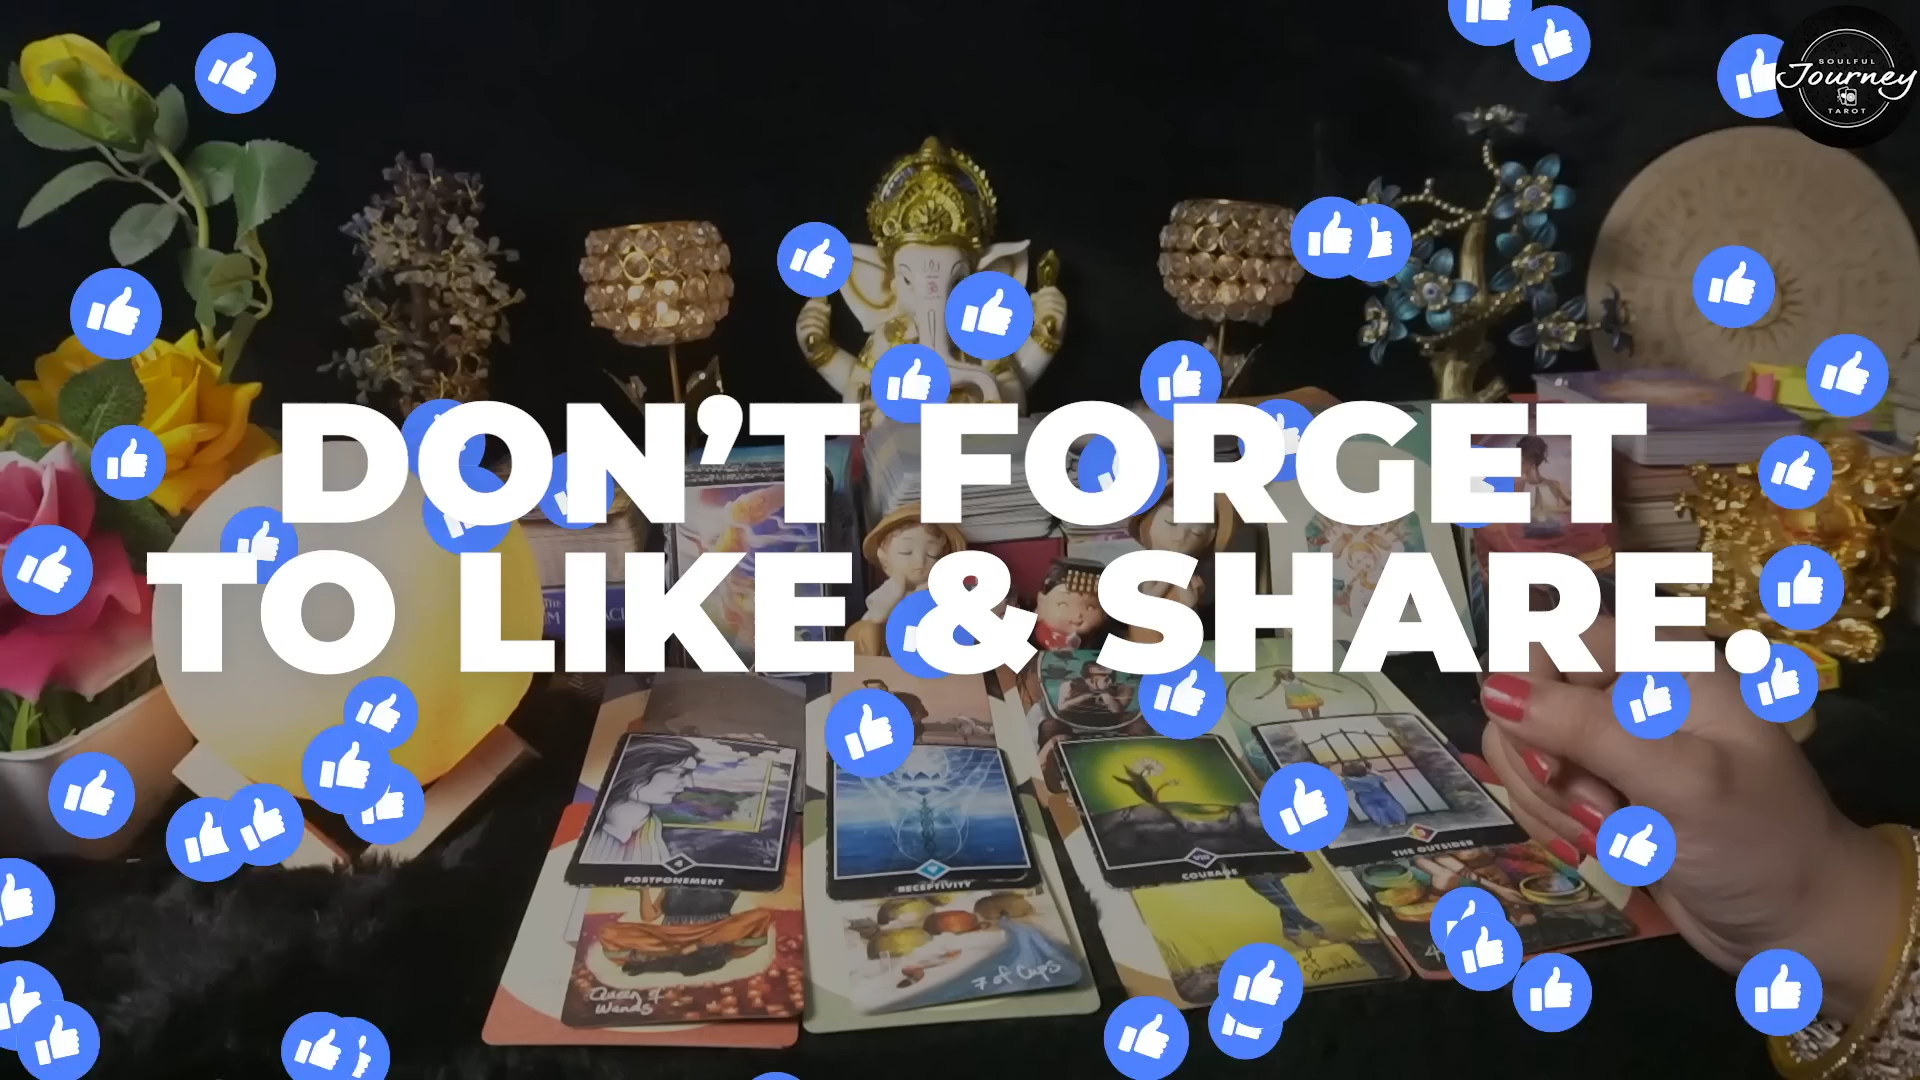 SOULFUL
Journey
TAROT
DON’T FORGET
TO LIKE & SHARE.
POSTPONEMENT
RECEPTIVITY
VIII
COURAGE
THE OUTSIDER
Queen of
Wands
7 of Cups